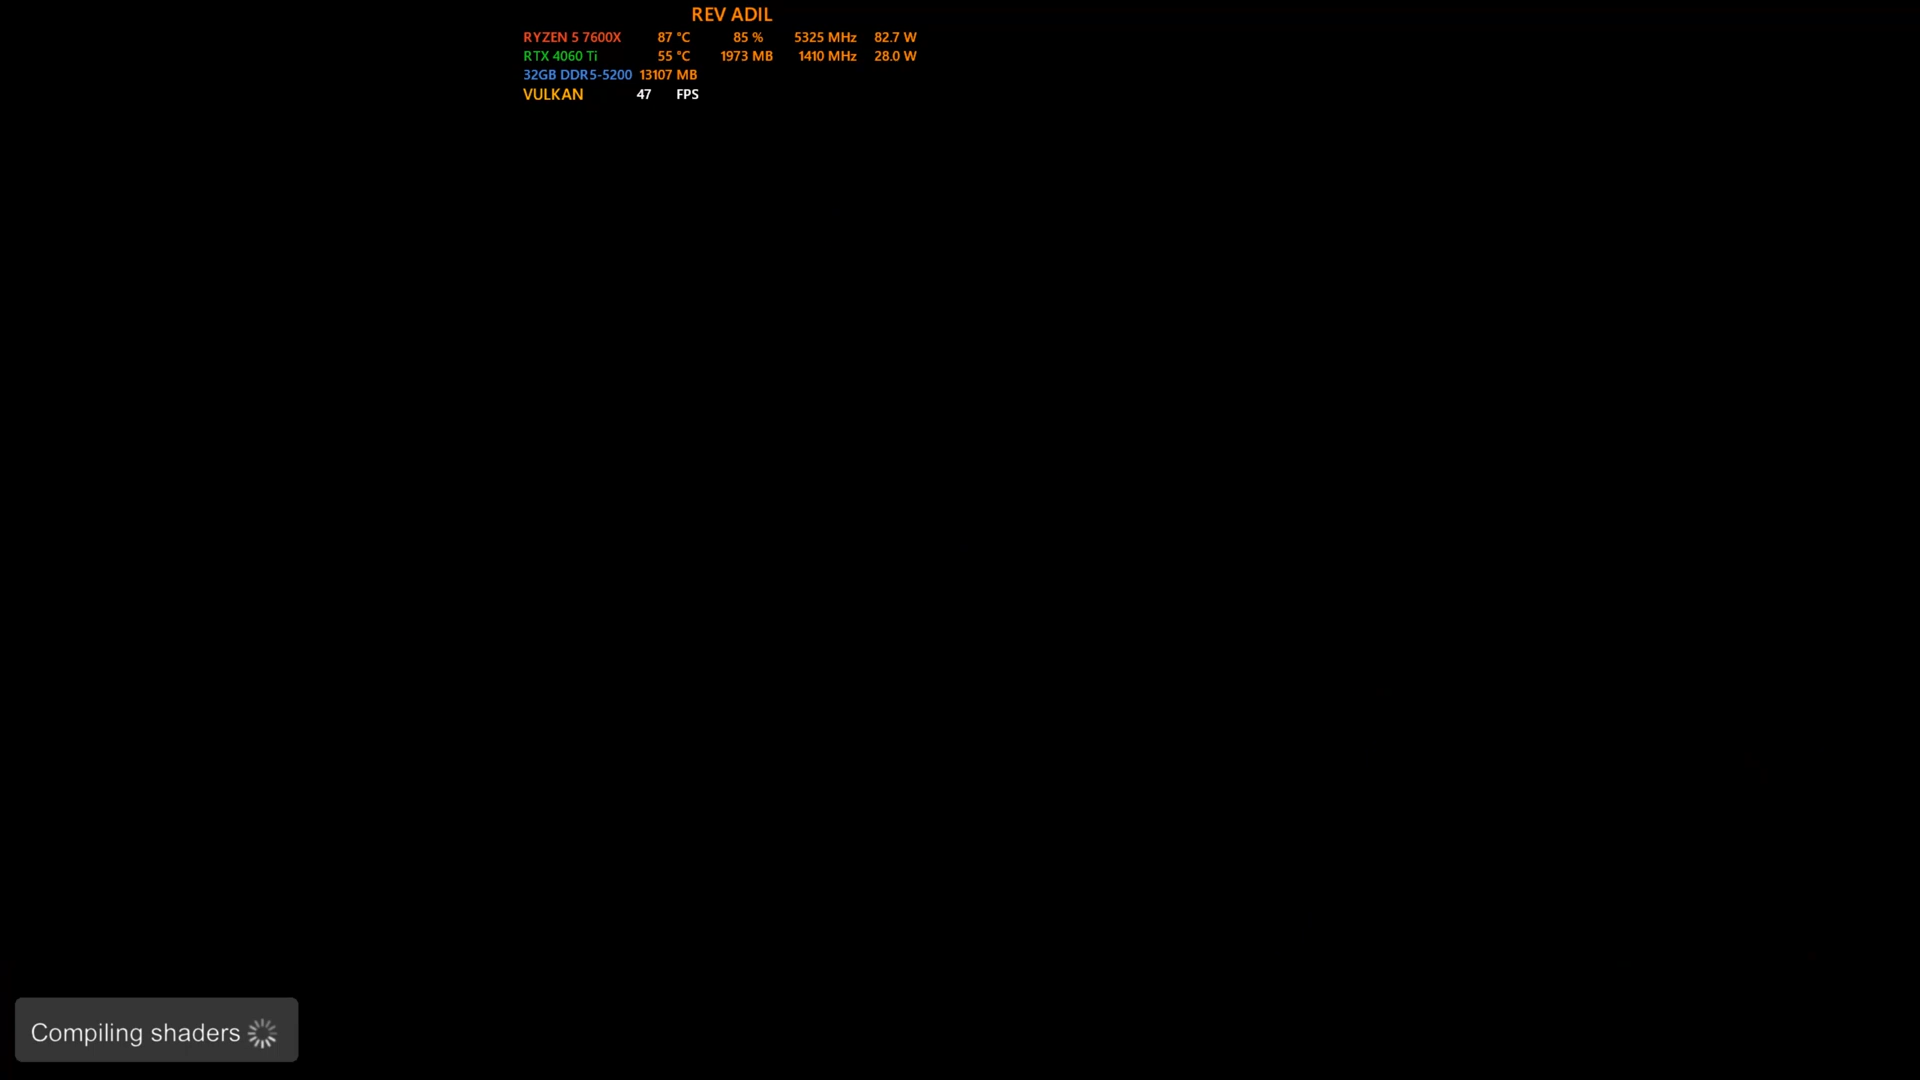 REV ADIL
RYZEN 5 7600X 87 °C 85 % 5325 MHz 82.7 W
RTX 4060 Ti 55 °C 1973 MB 1410 MHz 28.0 W
32GB DDR5-5200 13107 MB
VULKAN 47 FPS
Compiling shaders